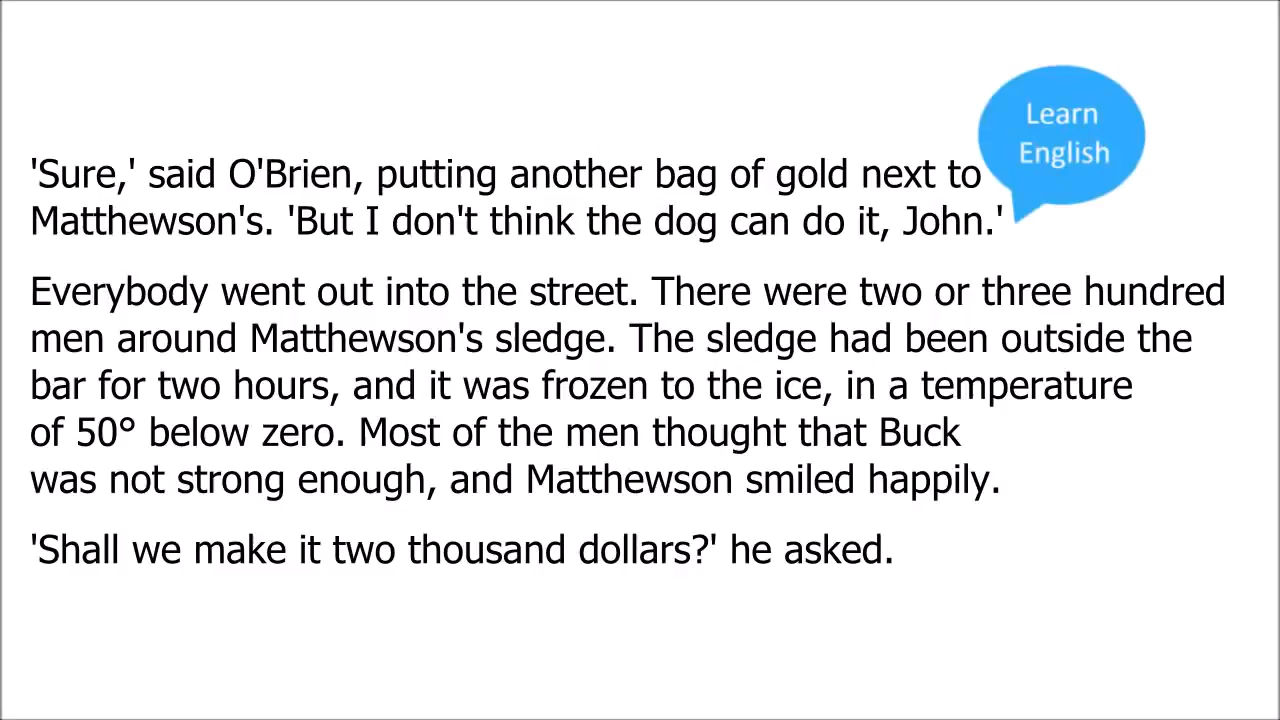 Learn
English
'Sure,' said O'Brien, putting another bag of gold next to
Matthewson's. 'But I don't think the dog can do it, John.'
Everybody went out into the street. There were two or three hundred
men around Matthewson's sledge. The sledge had been outside the
bar for two hours, and it was frozen to the ice, in a temperature
of 50° below zero. Most of the men thought that Buck
was not strong enough, and Matthewson smiled happily.
'Shall we make it two thousand dollars?' he asked.